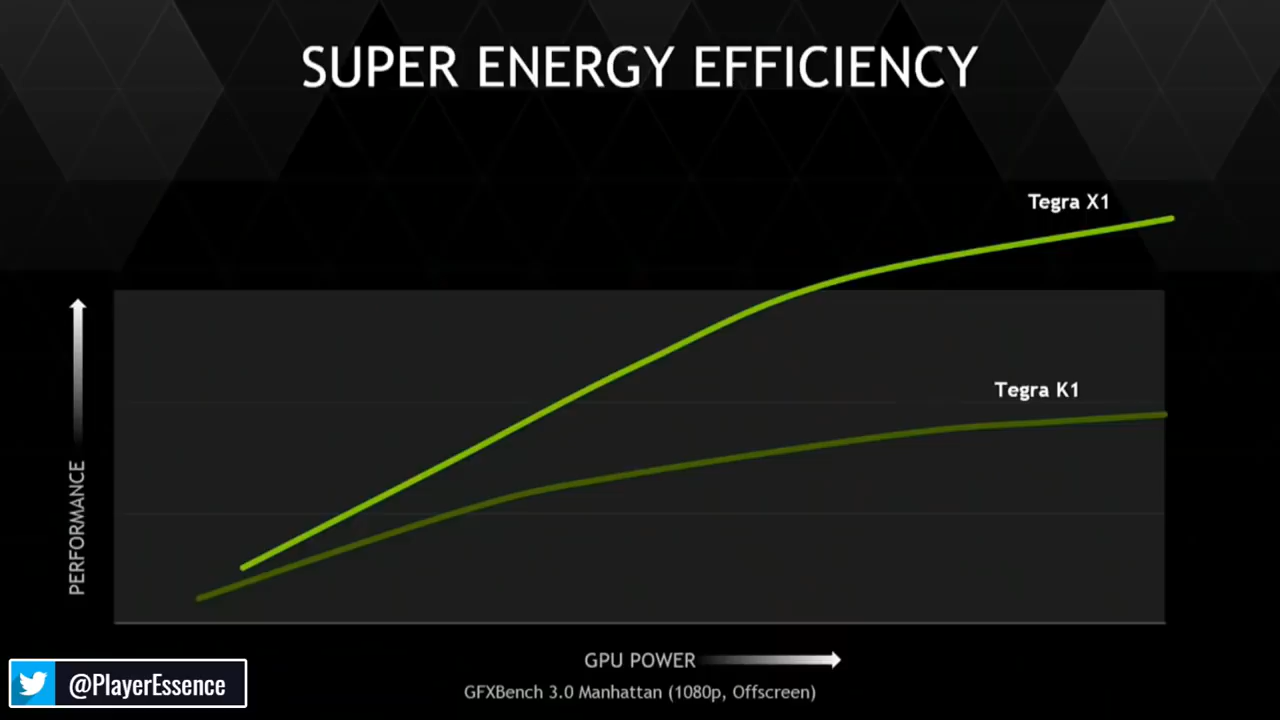 SUPER ENERGY EFFICIENCY
Tegra X1
Tegra K1
PERFORMANCE
GPU POWER
GFXBench 3.0 Manhattan (1080p, Offscreen)
@PlayerEssence